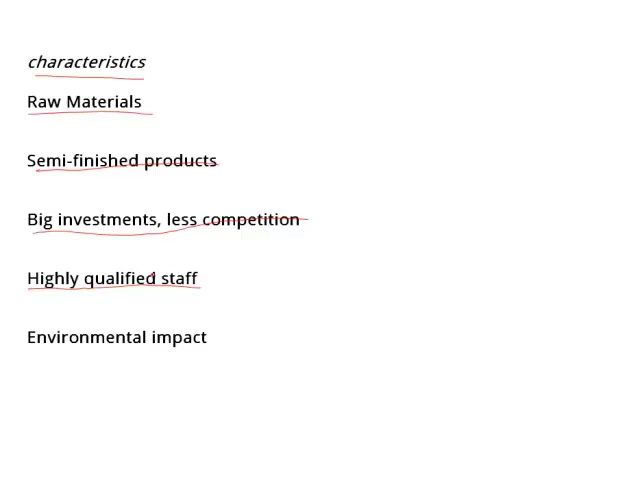 characteristics
Raw Materials
Semi-finished products
Big investments, less competition
Highly qualified staff
Environmental impact